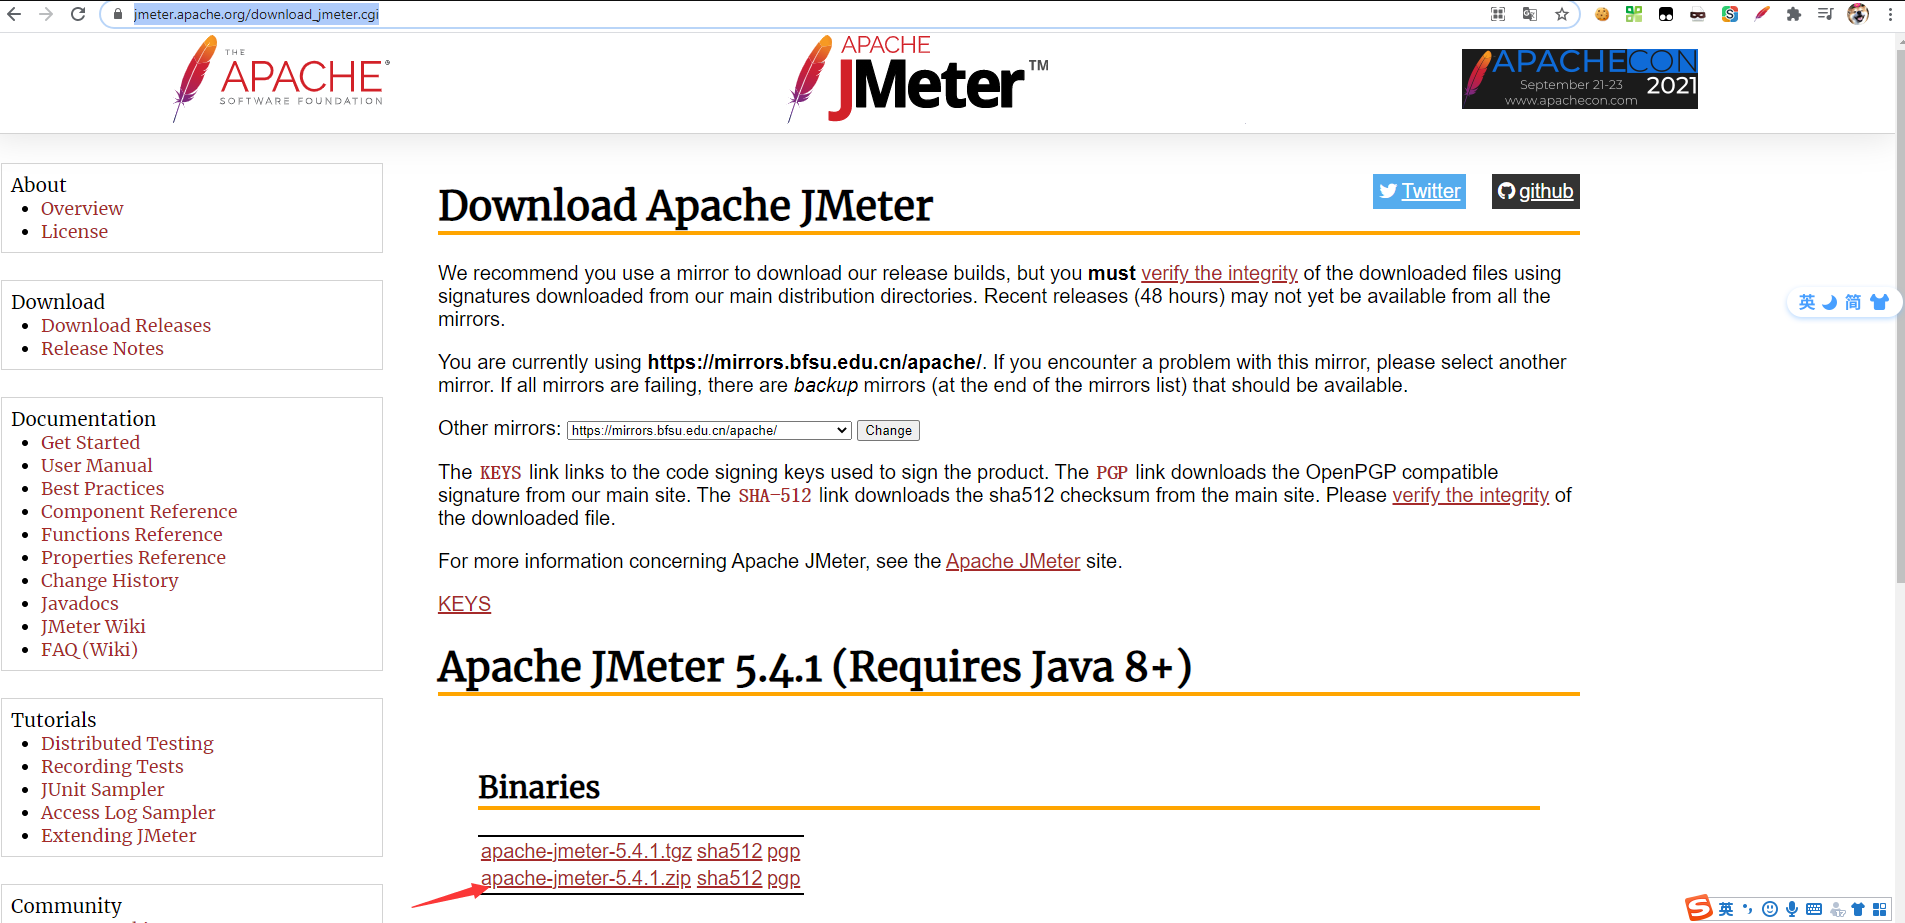 jmeter.apache.org/download_jmeter.cgi
THE
APACHE®
SOFTWARE FOUNDATION
APACHE
JMeter™
APACHECON
September 21-23 2021
www.apachecon.com
About
Overview
License
Download
Download Releases
Release Notes
Documentation
Get Started
User Manual
Best Practices
Component Reference
Functions Reference
Properties Reference
Change History
Javadocs
JMeter Wiki
FAQ (Wiki)
Tutorials
Distributed Testing
Recording Tests
JUnit Sampler
Access Log Sampler
Extending JMeter
Community
Download Apache JMeter
Twitter
github
We recommend you use a mirror to download our release builds, but you must verify the integrity of the downloaded files using
signatures downloaded from our main distribution directories. Recent releases (48 hours) may not yet be available from all the
mirrors.
You are currently using https://mirrors.bfsu.edu.cn/apache/. If you encounter a problem with this mirror, please select another
mirror. If all mirrors are failing, there are backup mirrors (at the end of the mirrors list) that should be available.
Other mirrors: https://mirrors.bfsu.edu.cn/apache/ Change
The KEYS link links to the code signing keys used to sign the product. The PGP link downloads the OpenPGP compatible
signature from our main site. The SHA-512 link downloads the sha512 checksum from the main site. Please verify the integrity of
the downloaded file.
For more information concerning Apache JMeter, see the Apache JMeter site.
KEYS
Apache JMeter 5.4.1 (Requires Java 8+)
Binaries
apache-jmeter-5.4.1.tgz sha512 pgp
apache-jmeter-5.4.1.zip sha512 pgp
英 简
S 英